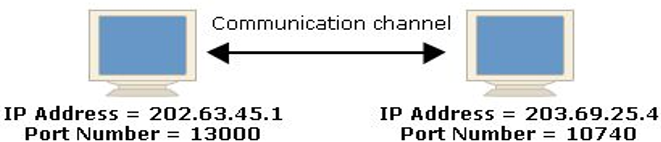 Communication channel
IP Address = 202.63.45.1
Port Number = 13000
IP Address = 203.69.25.4
Port Number = 10740